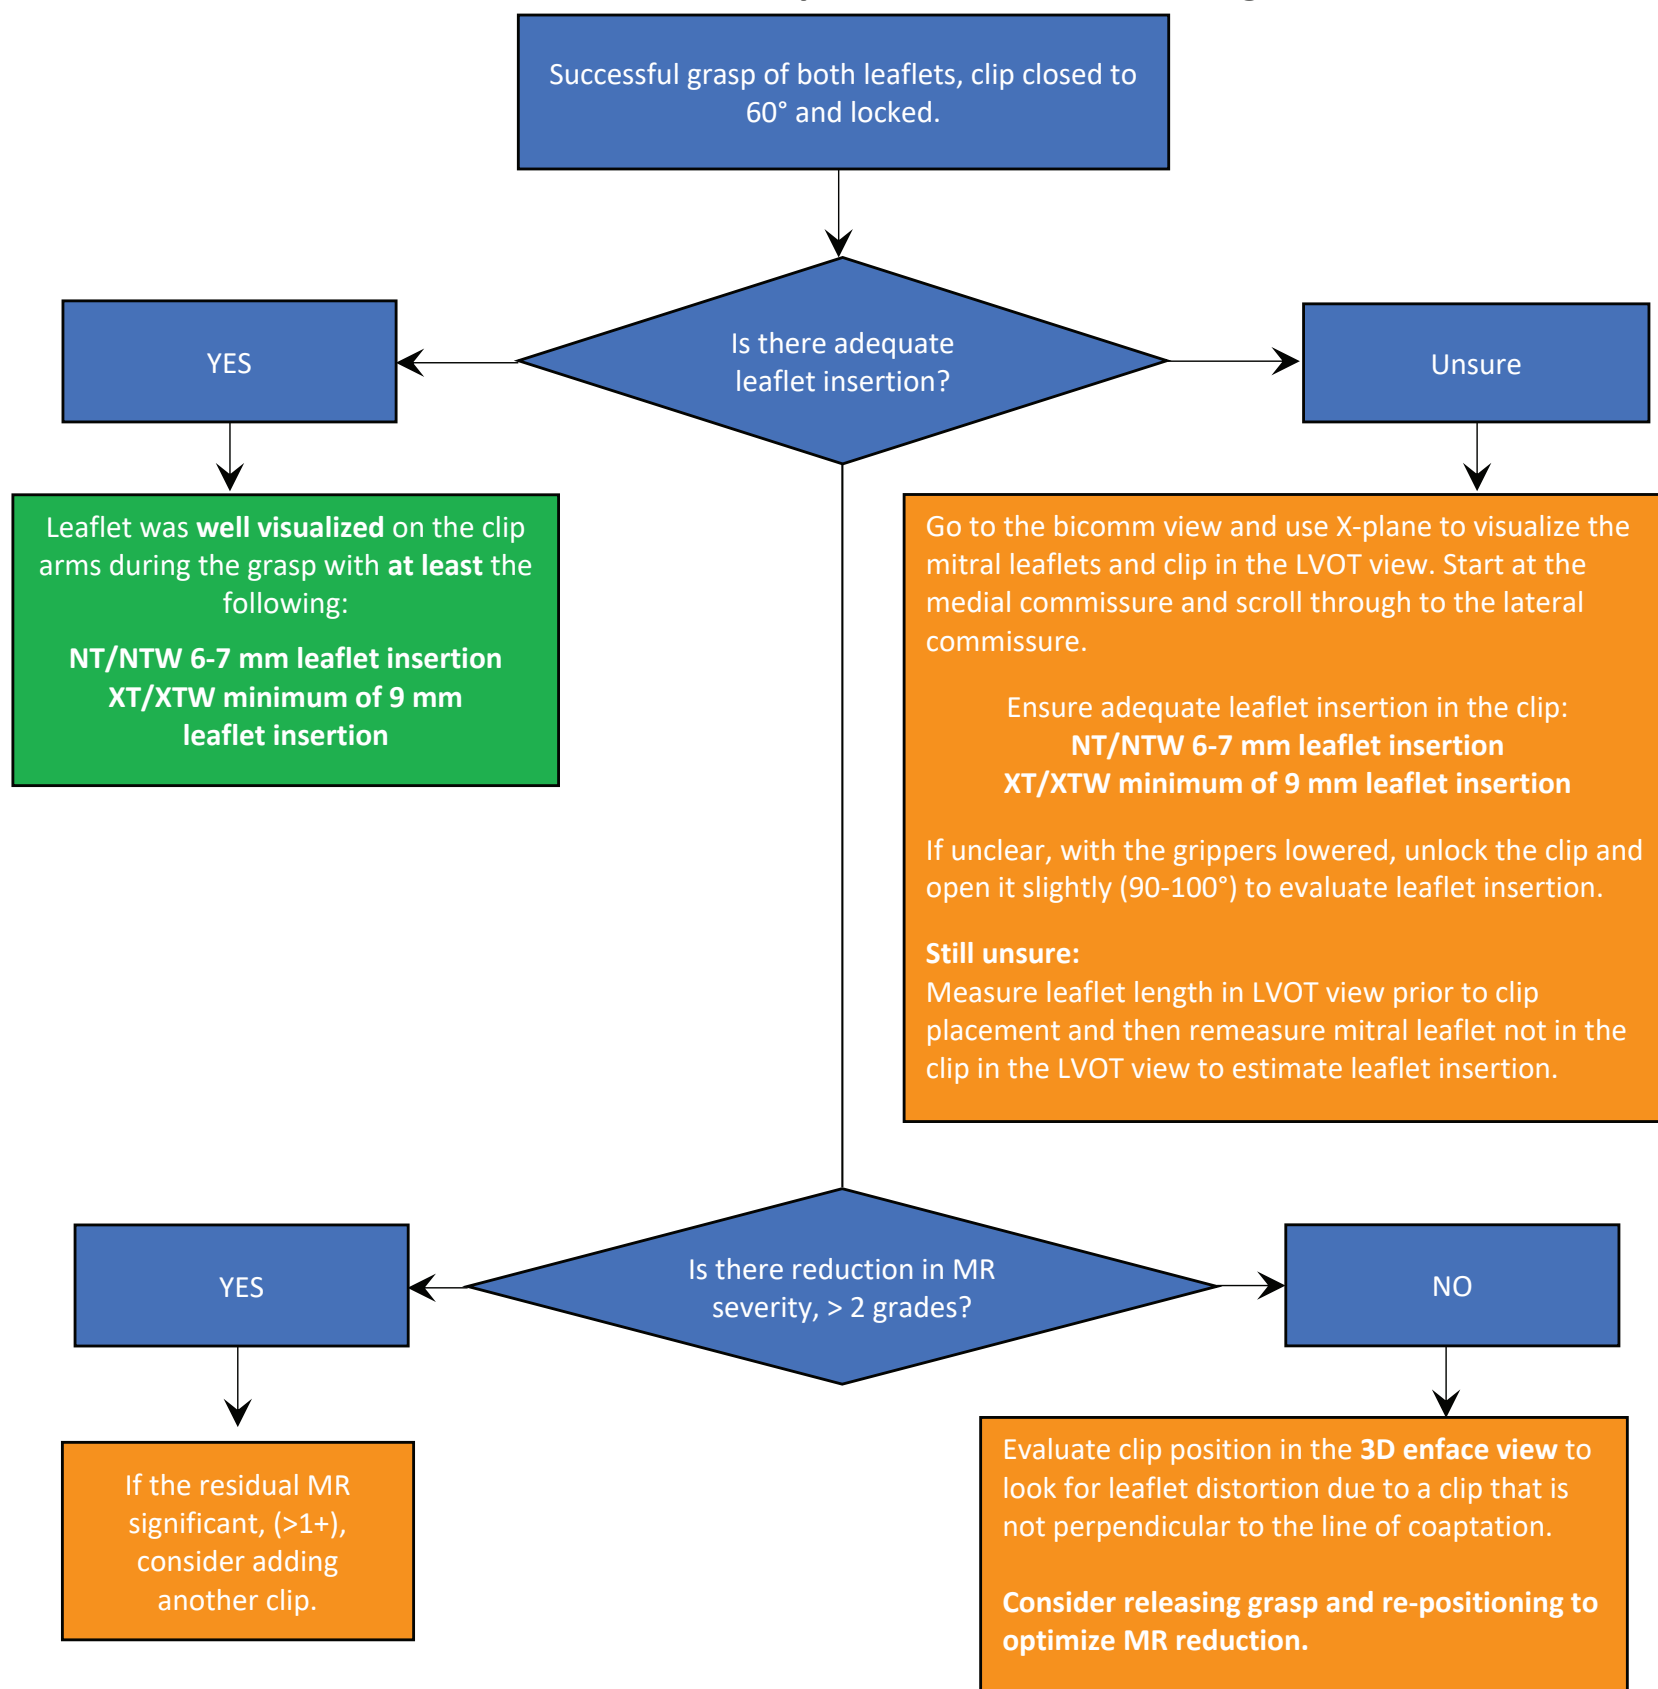 Successful grasp of both leaflets, clip closed to
60° and locked.
Is there adequate
leaflet insertion?
YES
Unsure
Leaflet was well visualized on the clip
arms during the grasp with at least the
following:
NT/NTW 6-7 mm leaflet insertion
XT/XTW minimum of 9 mm
leaflet insertion
Go to the bicomm view and use X-plane to visualize the
mitral leaflets and clip in the LVOT view. Start at the
medial commissure and scroll through to the lateral
commissure.
Ensure adequate leaflet insertion in the clip:
NT/NTW 6-7 mm leaflet insertion
XT/XTW minimum of 9 mm leaflet insertion
If unclear, with the grippers lowered, unlock the clip and
open it slightly (90-100°) to evaluate leaflet insertion.
Still unsure:
Measure leaflet length in LVOT view prior to clip
placement and then remeasure mitral leaflet not in the
clip in the LVOT view to estimate leaflet insertion.
Is there reduction in MR
severity, > 2 grades?
YES
NO
If the residual MR
significant, (>1+),
consider adding
another clip.
Evaluate clip position in the 3D enface view to
look for leaflet distortion due to a clip that is
not perpendicular to the line of coaptation.
Consider releasing grasp and re-positioning to
optimize MR reduction.